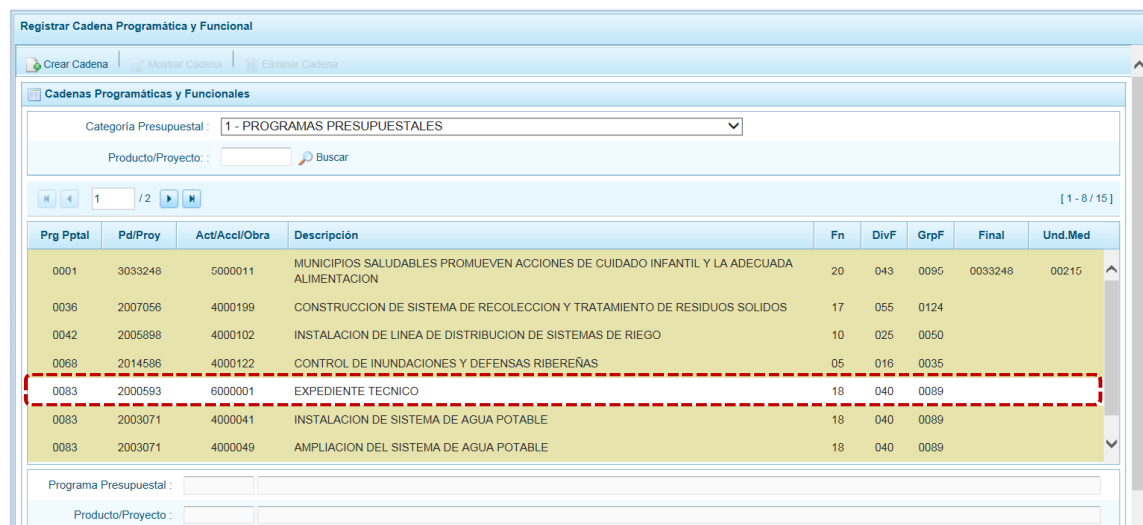 Registrar Cadena Programática y Funcional
Crear Cadena Mostrar Cadena Eliminar Cadena
Cadenas Programáticas y Funcionales
Categoría Presupuestal : 1 - PROGRAMAS PRESUPUESTALES
Producto/Proyecto: : Buscar
1 / 2 [ 1 - 8 / 15 ]
Prg Pptal Pd/Proy Act/AccI/Obra Descripción Fn DivF GrpF Final Und.Med
0001 3033248 5000011 MUNICIPIOS SALUDABLES PROMUEVEN ACCIONES DE CUIDADO INFANTIL Y LA ADECUADA 20 043 0095 0033248 00215
ALIMENTACION
0036 2007056 4000199 CONSTRUCCION DE SISTEMA DE RECOLECCION Y TRATAMIENTO DE RESIDUOS SOLIDOS 17 055 0124
0042 2005898 4000102 INSTALACION DE LINEA DE DISTRIBUCION DE SISTEMAS DE RIEGO 10 025 0050
0068 2014586 4000122 CONTROL DE INUNDACIONES Y DEFENSAS RIBEREÑAS 05 016 0035
0083 2000593 6000001 EXPEDIENTE TECNICO 18 040 0089
0083 2003071 4000041 INSTALACION DE SISTEMA DE AGUA POTABLE 18 040 0089
0083 2003071 4000049 AMPLIACION DEL SISTEMA DE AGUA POTABLE 18 040 0089
Programa Presupuestal :
Producto/Proyecto :